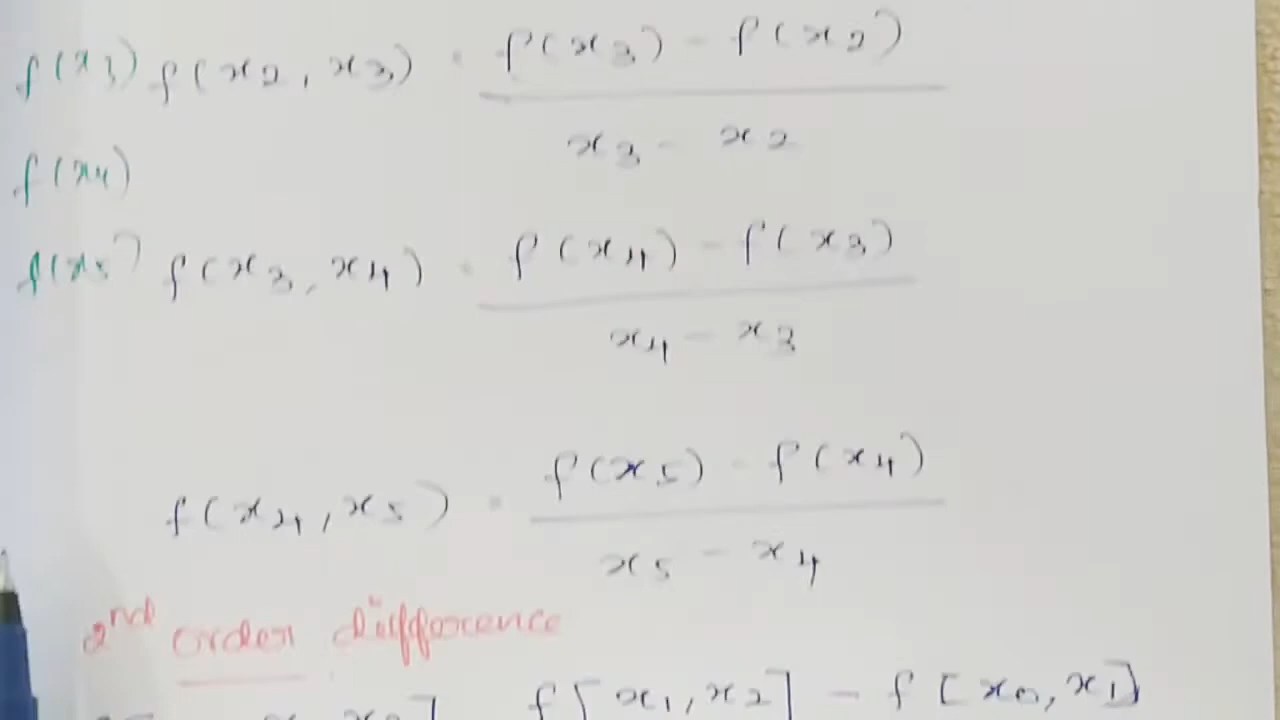 f(x3) f(x2, x3) = f(x3) - f(x2)
x3 - x2
f(x4)
f(x5) f(x3, x4) = f(x4) - f(x3)
x4 - x3
f(x4, x5) = f(x5) - f(x4)
x5 - x4
2nd order difference
f[x1, x2] - f[x0, x1]